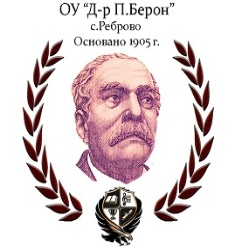 ОУ "Д-р П.Берон"
с.Реброво
Основано 1905 г.